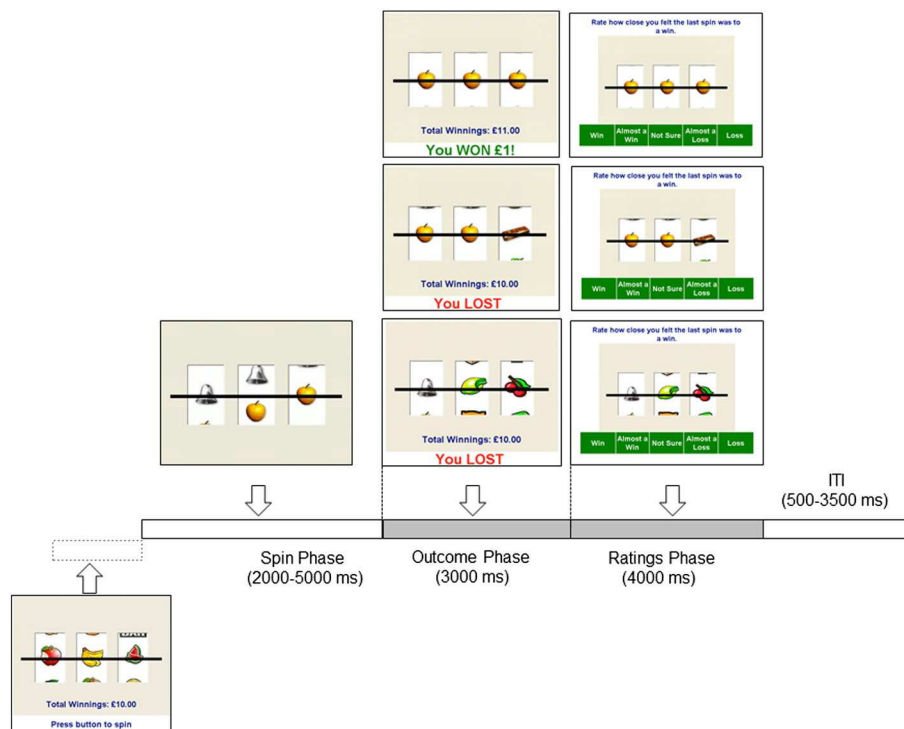 Total Winnings: £11.00
You WON £1!
Rate how close you felt the last spin was to
a win.
Win
Almost a
Win
Not Sure
Almost a
Loss
Loss
Total Winnings: £10.00
You LOST
Rate how close you felt the last spin was to
a win.
Win
Almost a
Win
Not Sure
Almost a
Loss
Loss
Total Winnings: £10.00
You LOST
Rate how close you felt the last spin was to
a win.
Win
Almost a
Win
Not Sure
Almost a
Loss
Loss
ITI
(500-3500 ms)
Spin Phase
(2000-5000 ms)
Outcome Phase
(3000 ms)
Ratings Phase
(4000 ms)
Total Winnings: £10.00
Press button to spin